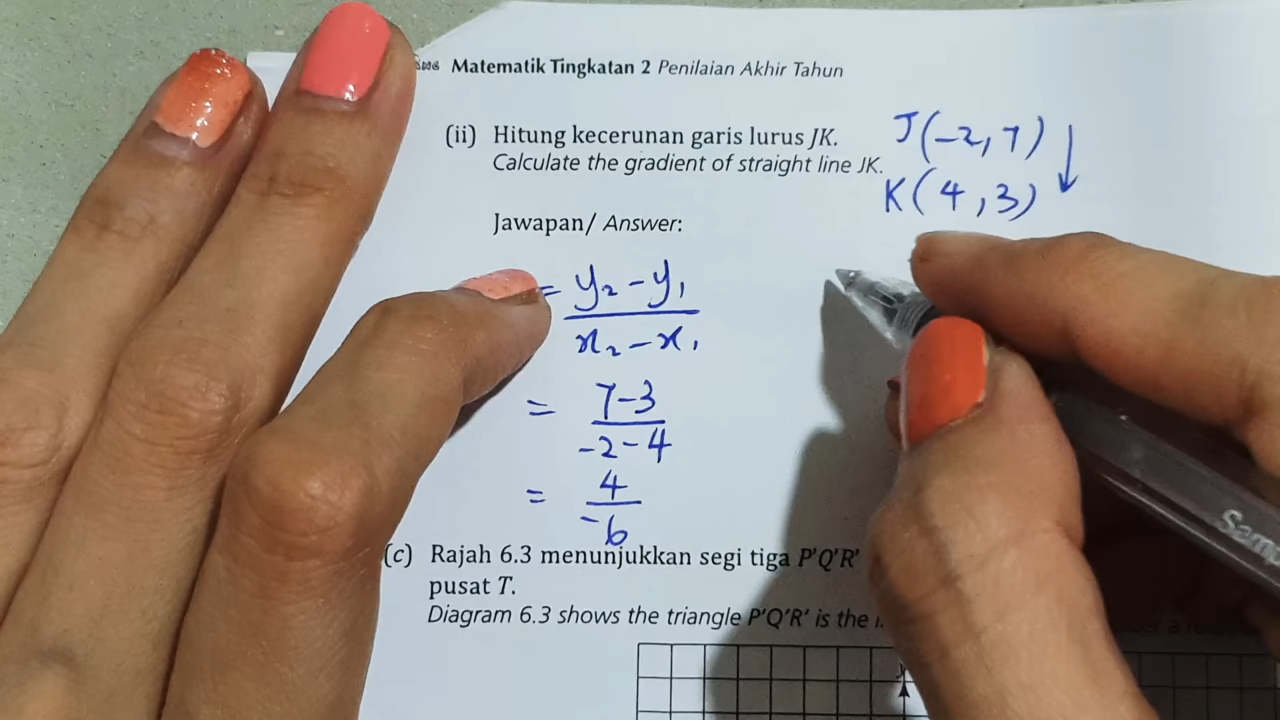 Matematik Tingkatan 2 Penilaian Akhir Tahun
(ii) Hitung kecerunan garis lurus JK.
Calculate the gradient of straight line JK.
J(-2, 7)
K(4, 3)
Jawapan/ Answer:
= y₂ - y₁
x₂ - x₁
= 7-3
-2-4
= 4
-6
(c) Rajah 6.3 menunjukkan segi tiga P'Q'R'
pusat T.
Diagram 6.3 shows the triangle P'Q'R' is the